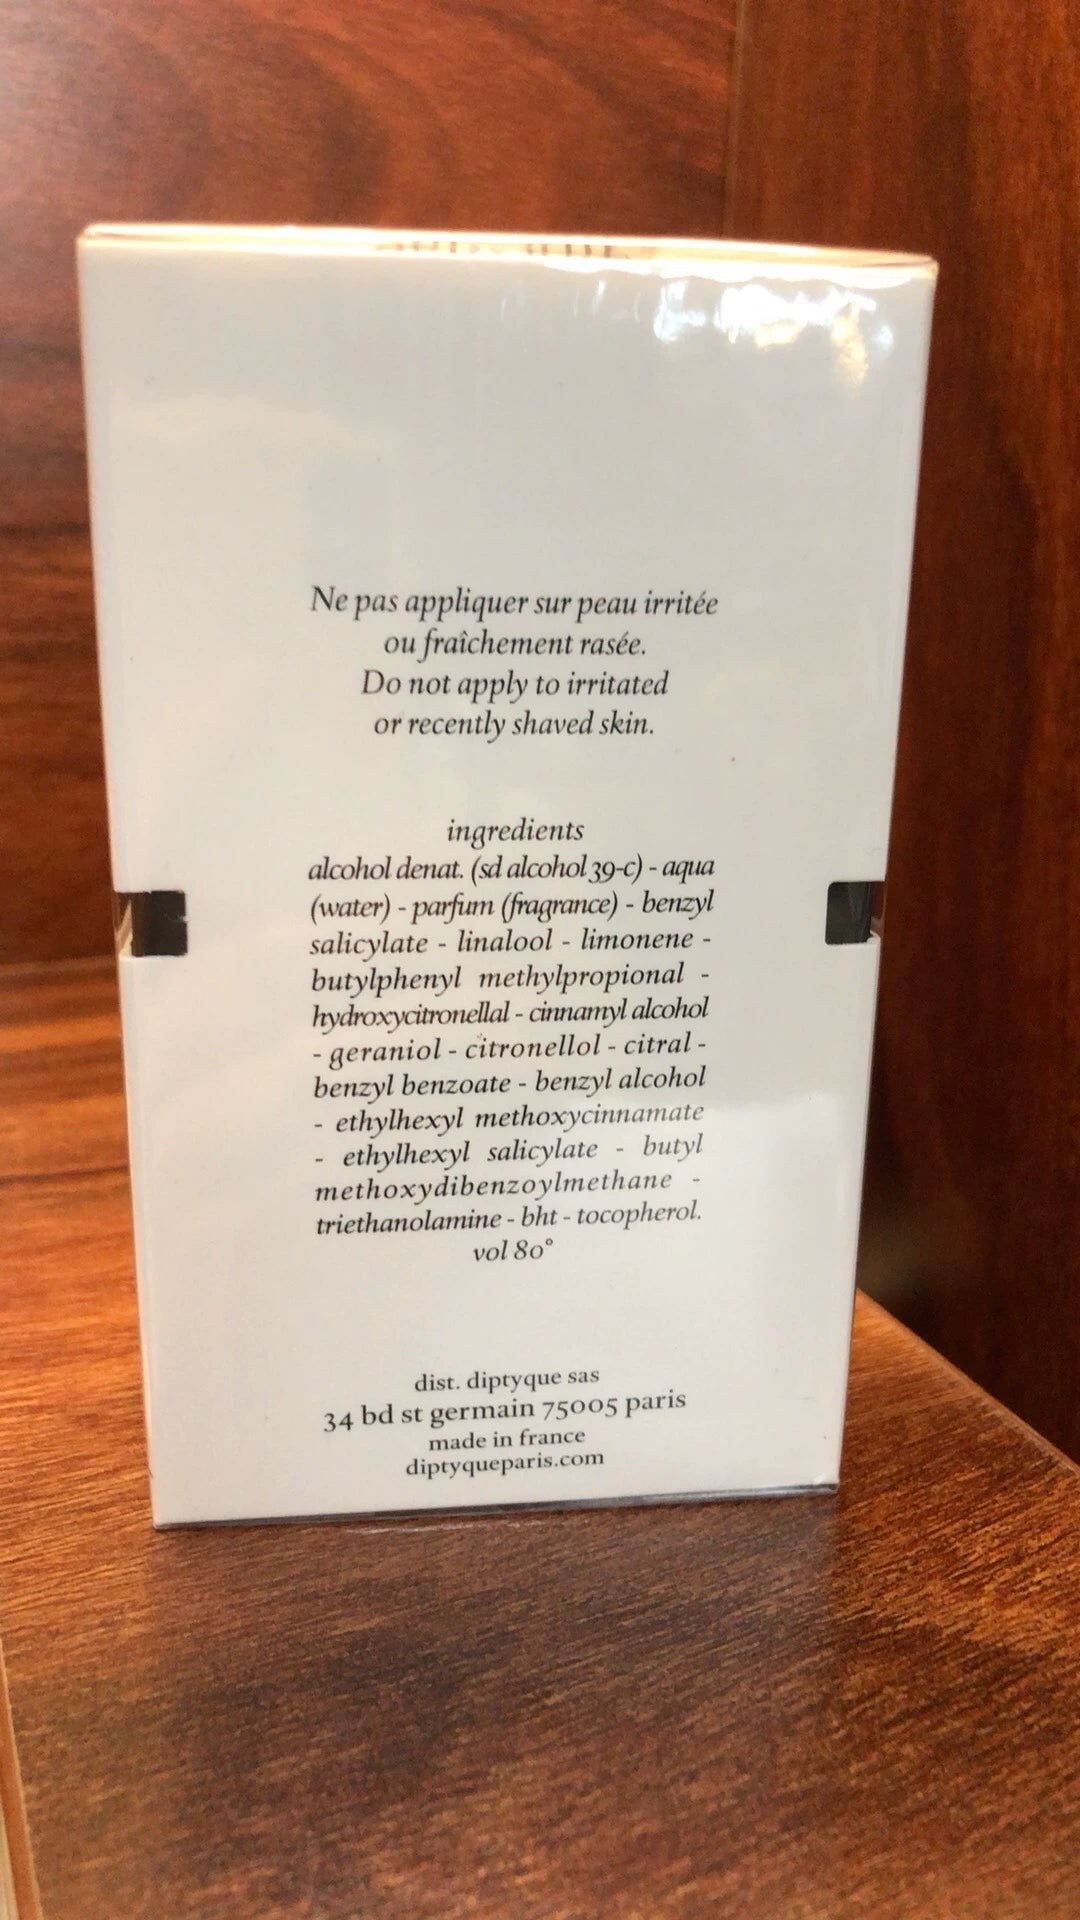 Ne pas appliquer sur peau irritée
ou fraîchement rasée.
Do not apply to irritated
or recently shaved skin.
ingredients
alcohol denat. (sd alcohol 39-c) - aqua
(water) - parfum (fragrance) - benzyl
salicylate - linalool - limonene -
butylphenyl methylpropional -
hydroxycitronellal - cinnamyl alcohol
- geraniol - citronellol - citral -
benzyl benzoate - benzyl alcohol
- ethylhexyl methoxycinnamate
- ethylhexyl salicylate - butyl
methoxydibenzoylmethane -
triethanolamine - bht - tocopherol.
vol 80°
dist. diptyque sas
34 bd st germain 75005 paris
made in france
diptyqueparis.com